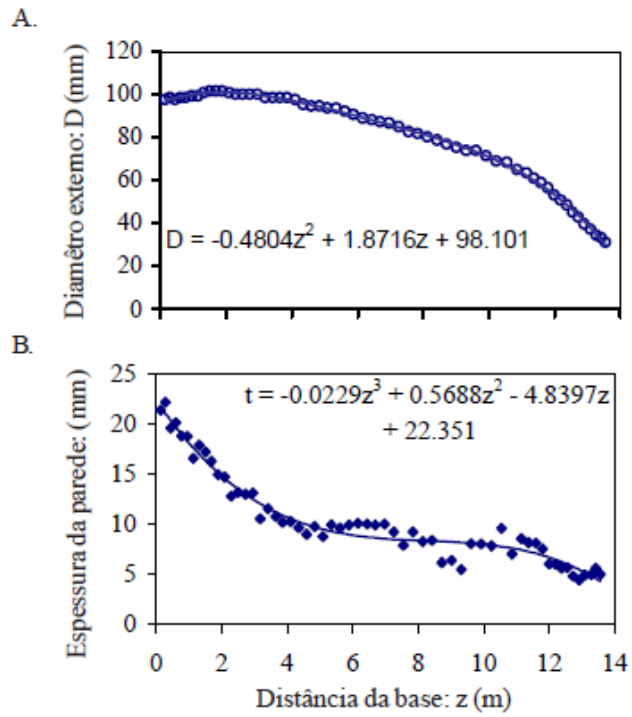 A.
120
100
80
60
40
20
0
Diamêtro externo: D (mm)
D = -0.4804z² + 1.8716z + 98.101
B.
25
20
15
10
5
0
Espessura da parede: (mm)
t = -0.0229z³ + 0.5688z² - 4.8397z
+ 22.351
0 2 4 6 8 10 12 14
Distância da base: z (m)